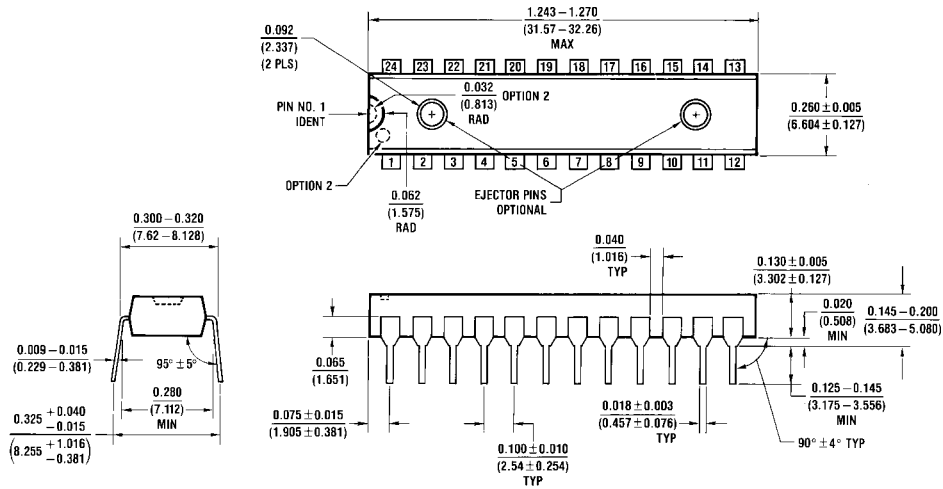 1.243–1.270
(31.57–32.26)
MAX
0.092
(2.337)
(2 PLS)
24 23 22 21 20 19 18 17 16 15 14 13
0.032
(0.813)
RAD
OPTION 2
PIN NO. 1
IDENT
0.260 ± 0.005
(6.604 ± 0.127)
1 2 3 4 5 6 7 8 9 10 11 12
OPTION 2
0.062
(1.575)
RAD
EJECTOR PINS
OPTIONAL
0.300 – 0.320
(7.62 – 8.128)
0.040
(1.016)
TYP
0.130 ± 0.005
(3.302 ± 0.127)
0.020
(0.508)
MIN
0.145 – 0.200
(3.683 – 5.080)
0.009 – 0.015
(0.229 – 0.381)
95° ± 5°
0.280
(7.112)
MIN
0.065
(1.651)
0.325 + 0.040
– 0.015
(8.255 + 1.016
– 0.381)
0.075 ± 0.015
(1.905 ± 0.381)
0.100 ± 0.010
(2.54 ± 0.254)
TYP
0.018 ± 0.003
(0.457 ± 0.076)
TYP
0.125 – 0.145
(3.175 – 3.556)
MIN
90° ± 4° TYP